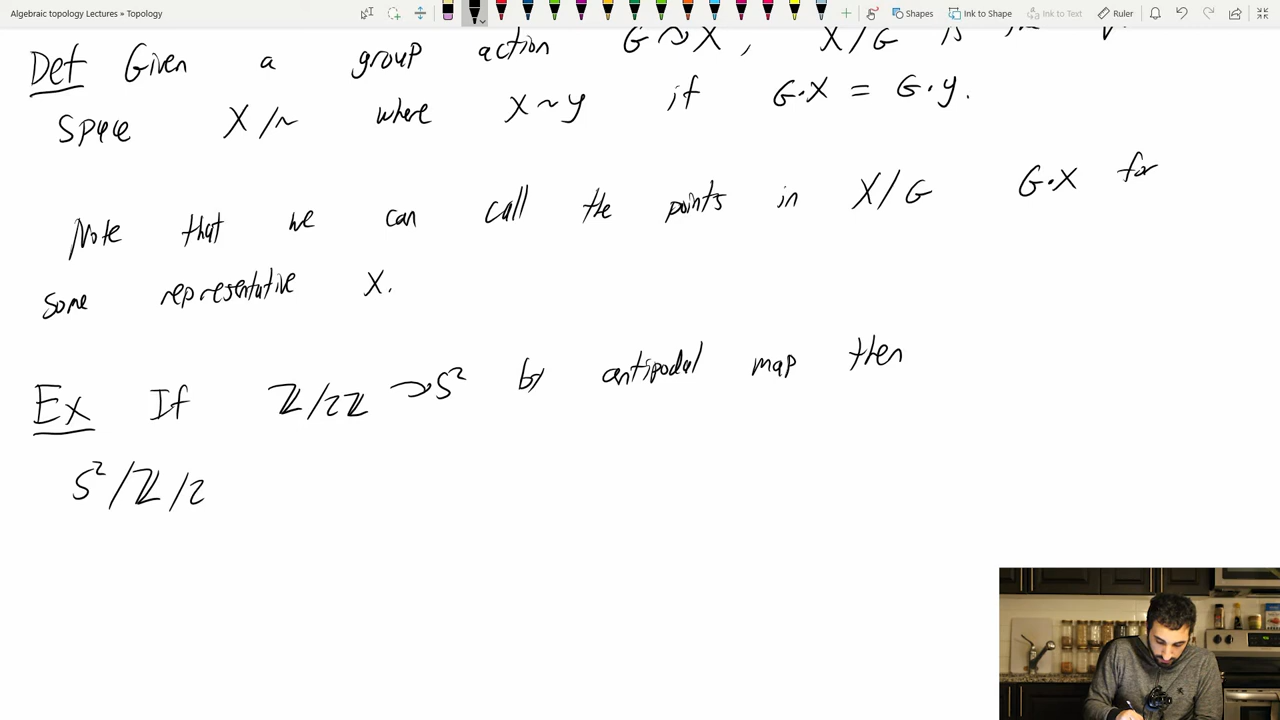 Algebraic topology Lectures » Topology
Shapes Ink to Shape Ink to Text Ruler
Def Given a group action G ↷ X , X/G is
Space X/~ where x~y if G·x = G·y.
Note that we can call the points in X/G G·x for
some representative x.
Ex If ℤ/2ℤ ↷ S² by antipodal map then
S²/ℤ/2